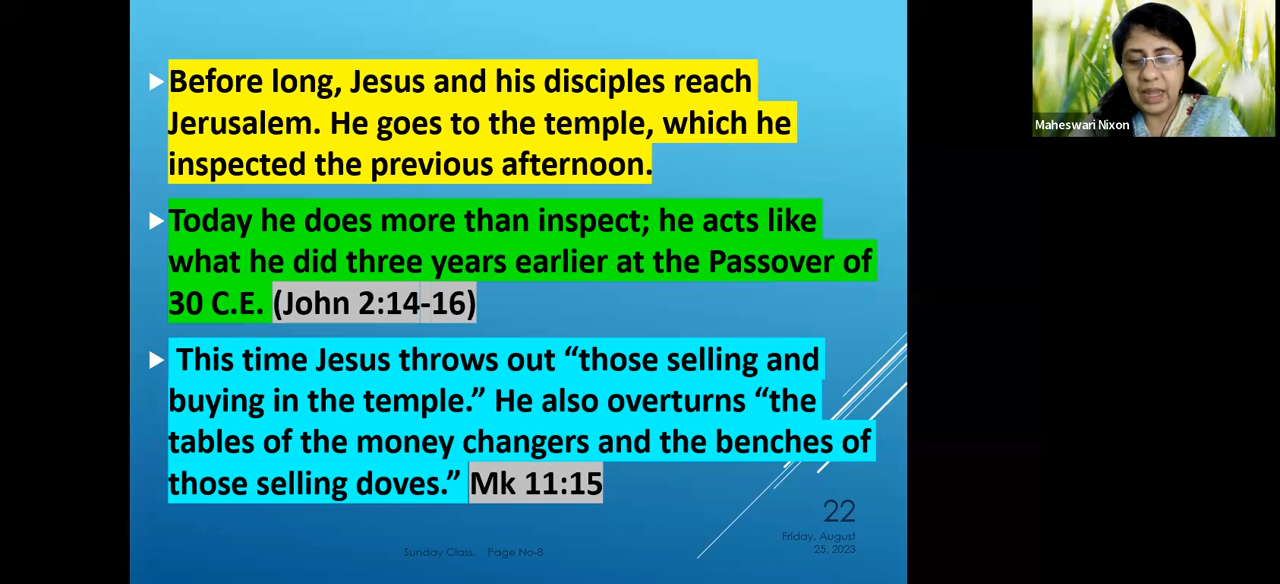 Before long, Jesus and his disciples reach
Jerusalem. He goes to the temple, which he
inspected the previous afternoon.
Today he does more than inspect; he acts like
what he did three years earlier at the Passover of
30 C.E. (John 2:14-16)
This time Jesus throws out “those selling and
buying in the temple.” He also overturns “the
tables of the money changers and the benches of
those selling doves.” Mk 11:15
22
Friday, August
25, 2023
Sunday Class. Page No-8
Maheswari Nixon